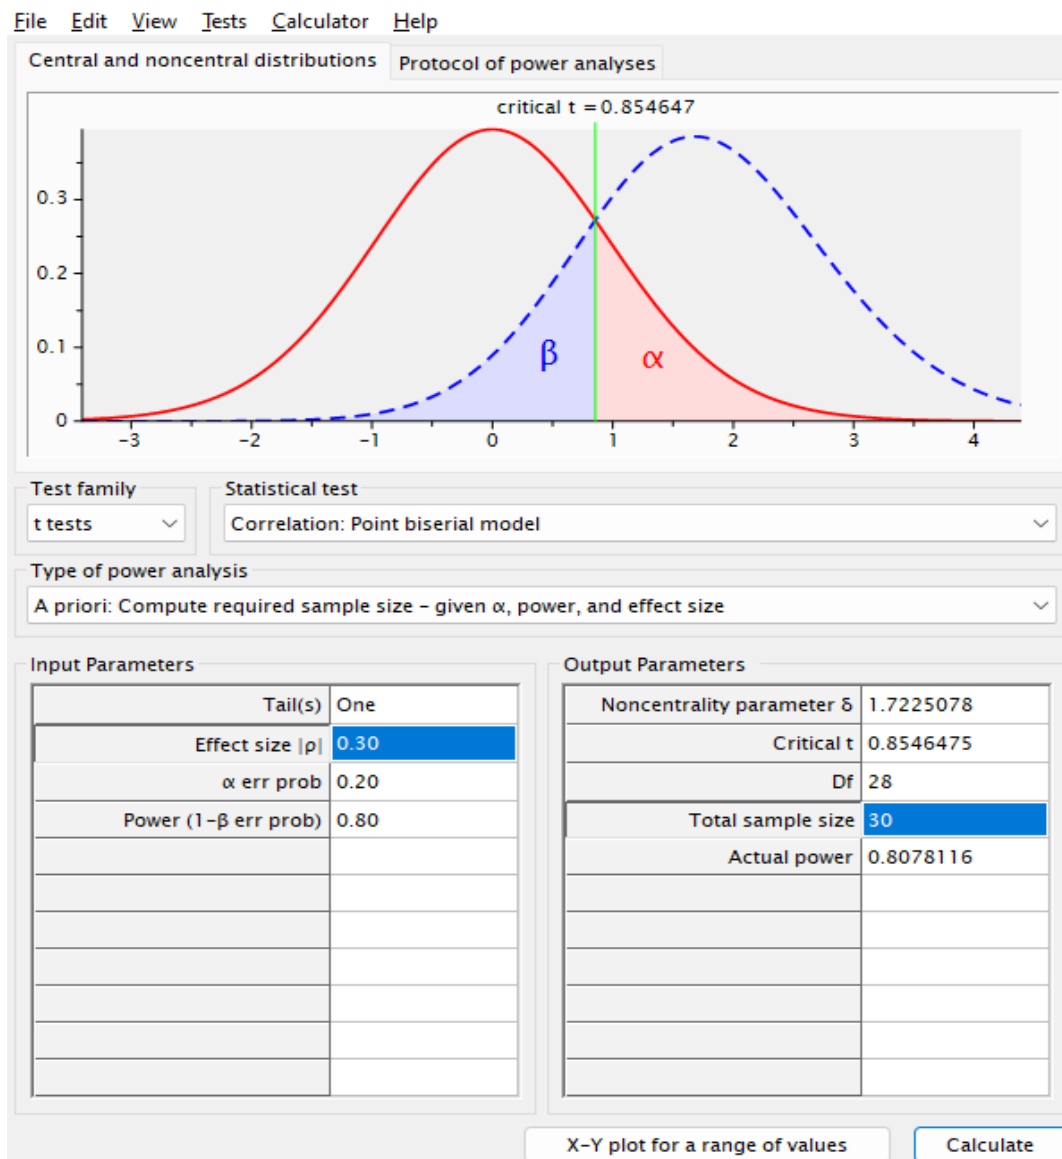 File Edit View Tests Calculator Help
Central and noncentral distributions Protocol of power analyses
critical t = 0.854647
0.3
0.2
0.1
0
β α
-3 -2 -1 0 1 2 3 4
Test family Statistical test
t tests Correlation: Point biserial model
Type of power analysis
A priori: Compute required sample size - given α, power, and effect size
Input Parameters Output Parameters
Tail(s) One Noncentrality parameter δ 1.7225078
Effect size |ρ| 0.30 Critical t 0.8546475
α err prob 0.20 Df 28
Power (1-β err prob) 0.80 Total sample size 30
Actual power 0.8078116
X-Y plot for a range of values Calculate